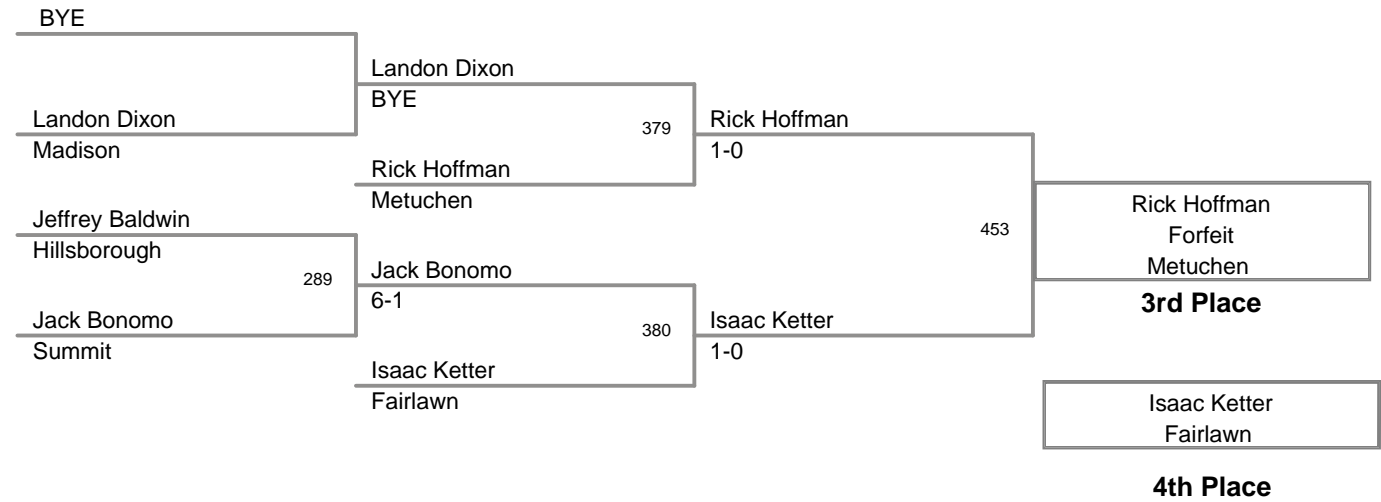 BYE
Landon Dixon
BYE
Landon Dixon
Madison
379
Rick Hoffman
1-0
Rick Hoffman
Metuchen
Jeffrey Baldwin
Hillsborough
289
Jack Bonomo
6-1
Jack Bonomo
Summit
380
Isaac Ketter
1-0
Isaac Ketter
Fairlawn
453
Rick Hoffman
Forfeit
Metuchen
3rd Place
Isaac Ketter
Fairlawn
4th Place